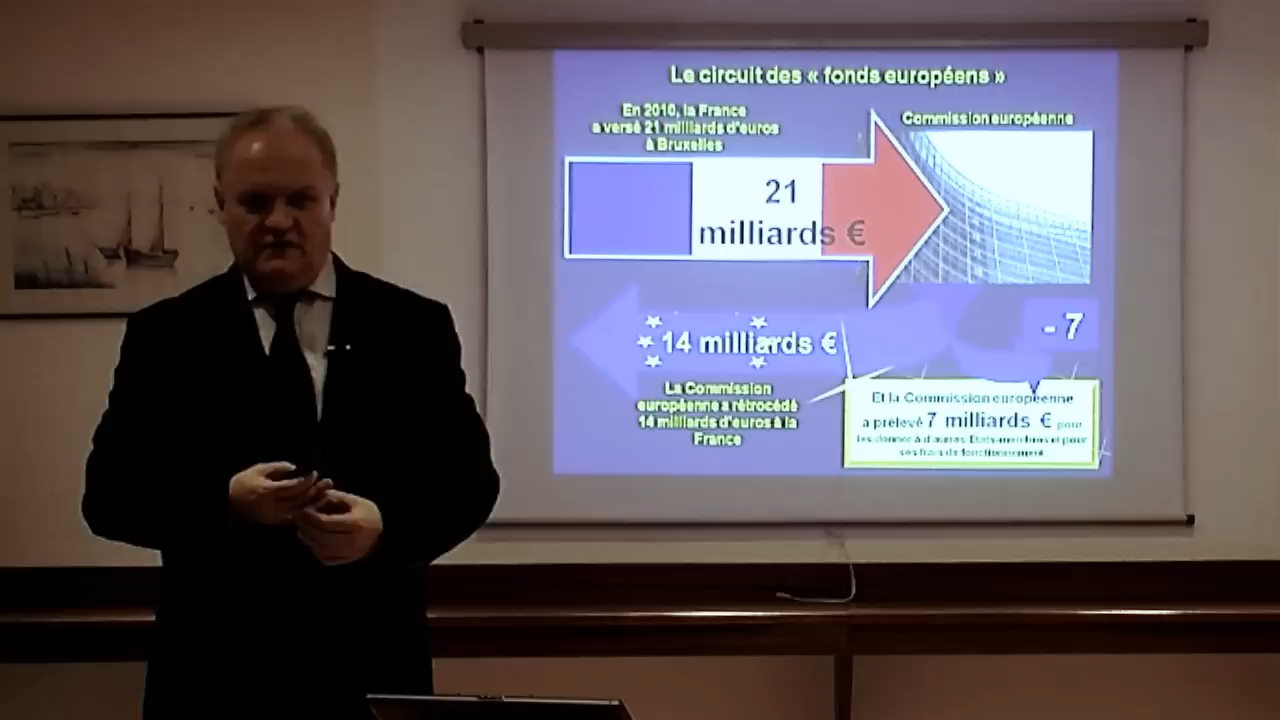 Le circuit des « fonds européens »
En 2010, la France
a versé 21 milliards d'euros
à Bruxelles
Commission européenne
21
milliards €
- 7
14 milliards €
La Commission
européenne a rétrocédé
14 milliards d'euros à la
France
Et la Commission européenne
a prélevé 7 milliards € pour
les donner à d'autres Etats-membres et pour
ses frais de fonctionnement